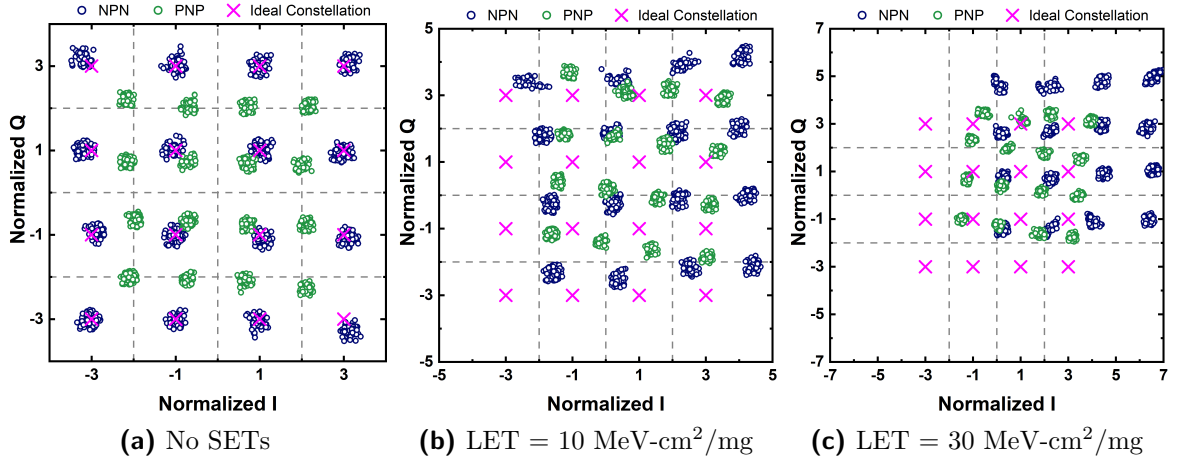 NPN PNP Ideal Constellation
NPN PNP Ideal Constellation
NPN PNP Ideal Constellation
Normalized Q
3
1
-1
-3
-3 -1 1 3
Normalized I
Normalized Q
5
3
1
-1
-3
-5
-5 -3 -1 1 3 5
Normalized I
Normalized Q
7
5
3
1
-1
-3
-5
-7
-7 -5 -3 -1 1 3 5 7
Normalized I
(a) No SETs
(b) LET = 10 MeV-cm²/mg
(c) LET = 30 MeV-cm²/mg